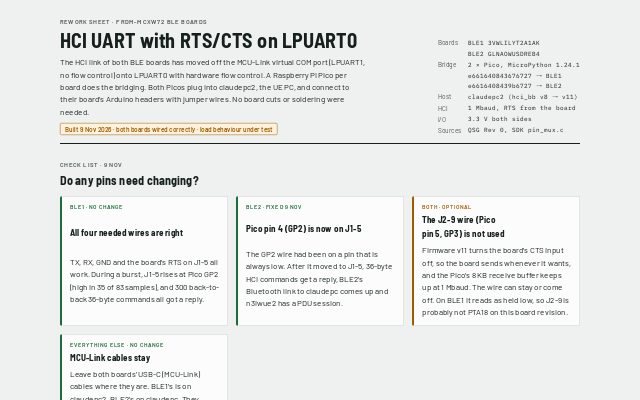 REWORK SHEET · FRDM-MCXW72 BLE BOARDS
HCI UART with RTS/CTS on LPUART0
The HCI link of both BLE boards has moved off the MCU-Link virtual COM port (LPUART1,
no flow control) onto LPUART0 with hardware flow control. A Raspberry Pi Pico per
board does the bridging. Both Picos plug into claudepc2, the UE PC, and connect to
their board's Arduino headers with jumper wires. No board cuts or soldering were
needed.
Built 9 Nov 2026 · both boards wired correctly · load behaviour under test
Boards BLE1 3VWLILYT2A1AK
BLE2 GLNAOWUSDREB4
Bridge 2 × Pico, MicroPython 1.24.1
e661640843676727 → BLE1
e6616408439b6727 → BLE2
Host claudepc2 (hci_bb v8 → v11)
HCI 1 Mbaud, RTS from the board
I/O 3.3 V both sides
Sources QSG Rev 0, SDK pin_mux.c
CHECK LIST · 9 NOV
Do any pins need changing?
BLE1 · NO CHANGE
All four needed wires are right
TX, RX, GND and the board's RTS on J1-5 all
work. During a burst, J1-5 rises at Pico GP2
(high in 35 of 83 samples), and 300 back-to-
back 36-byte commands all got a reply.
BLE2 · FIXED 9 NOV
Pico pin 4 (GP2) is now on J1-5
The GP2 wire had been on a pin that is
always low. After it moved to J1-5, 36-byte
HCI commands get a reply, BLE2's
Bluetooth link to claudepc comes up and
n3iwue2 has a PDU session.
BOTH · OPTIONAL
The J2-9 wire (Pico
pin 5, GP3) is not used
Firmware v11 turns the board's CTS input
off, so the board sends whenever it wants,
and the Pico's 8 KB receive buffer keeps
up at 1 Mbaud. The wire can stay or come
off. On BLE1 it reads as held low, so J2-9 is
probably not PTA18 on this board revision.
EVERYTHING ELSE · NO CHANGE
MCU-Link cables stay
Leave both boards' USB-C (MCU-Link)
cables where they are. BLE1's is on
claudepc2, BLE2's on claudepc. They